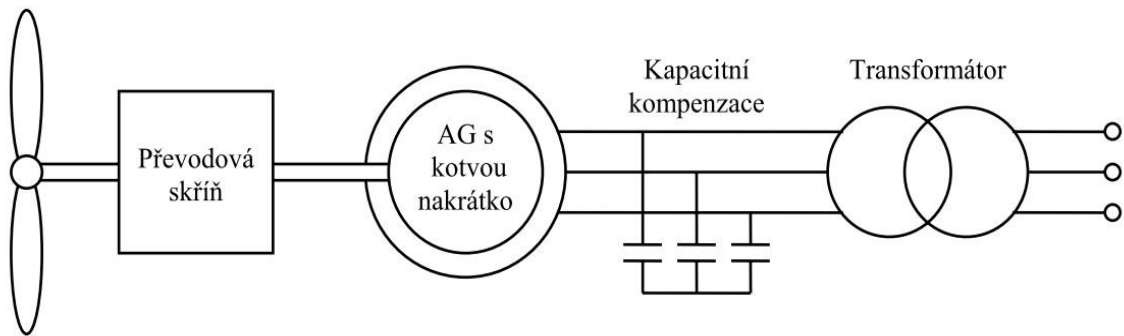 Převodová
skříň
AG s
kotvou
nakrátko
Kapacitní
kompenzace
Transformátor